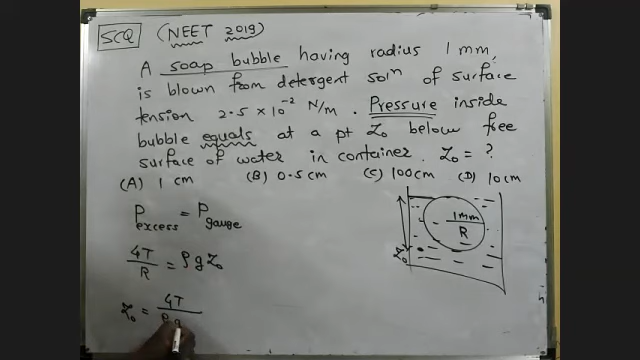 SCQ (NEET 2019)
A soap bubble having radius 1 mm,
is blown from detergent solⁿ of surface
tension 2.5 × 10⁻² N/m. Pressure inside
bubble equals at a pt Z₀ below free
surface of water in container. Z₀ = ?
(A) 1 cm (B) 0.5 cm (C) 100 cm (D) 10 cm
P_excess = P_gauge
4T/R = ρ g Z₀
Z₀ = 4T/ρ g
1mm
R
Z₀